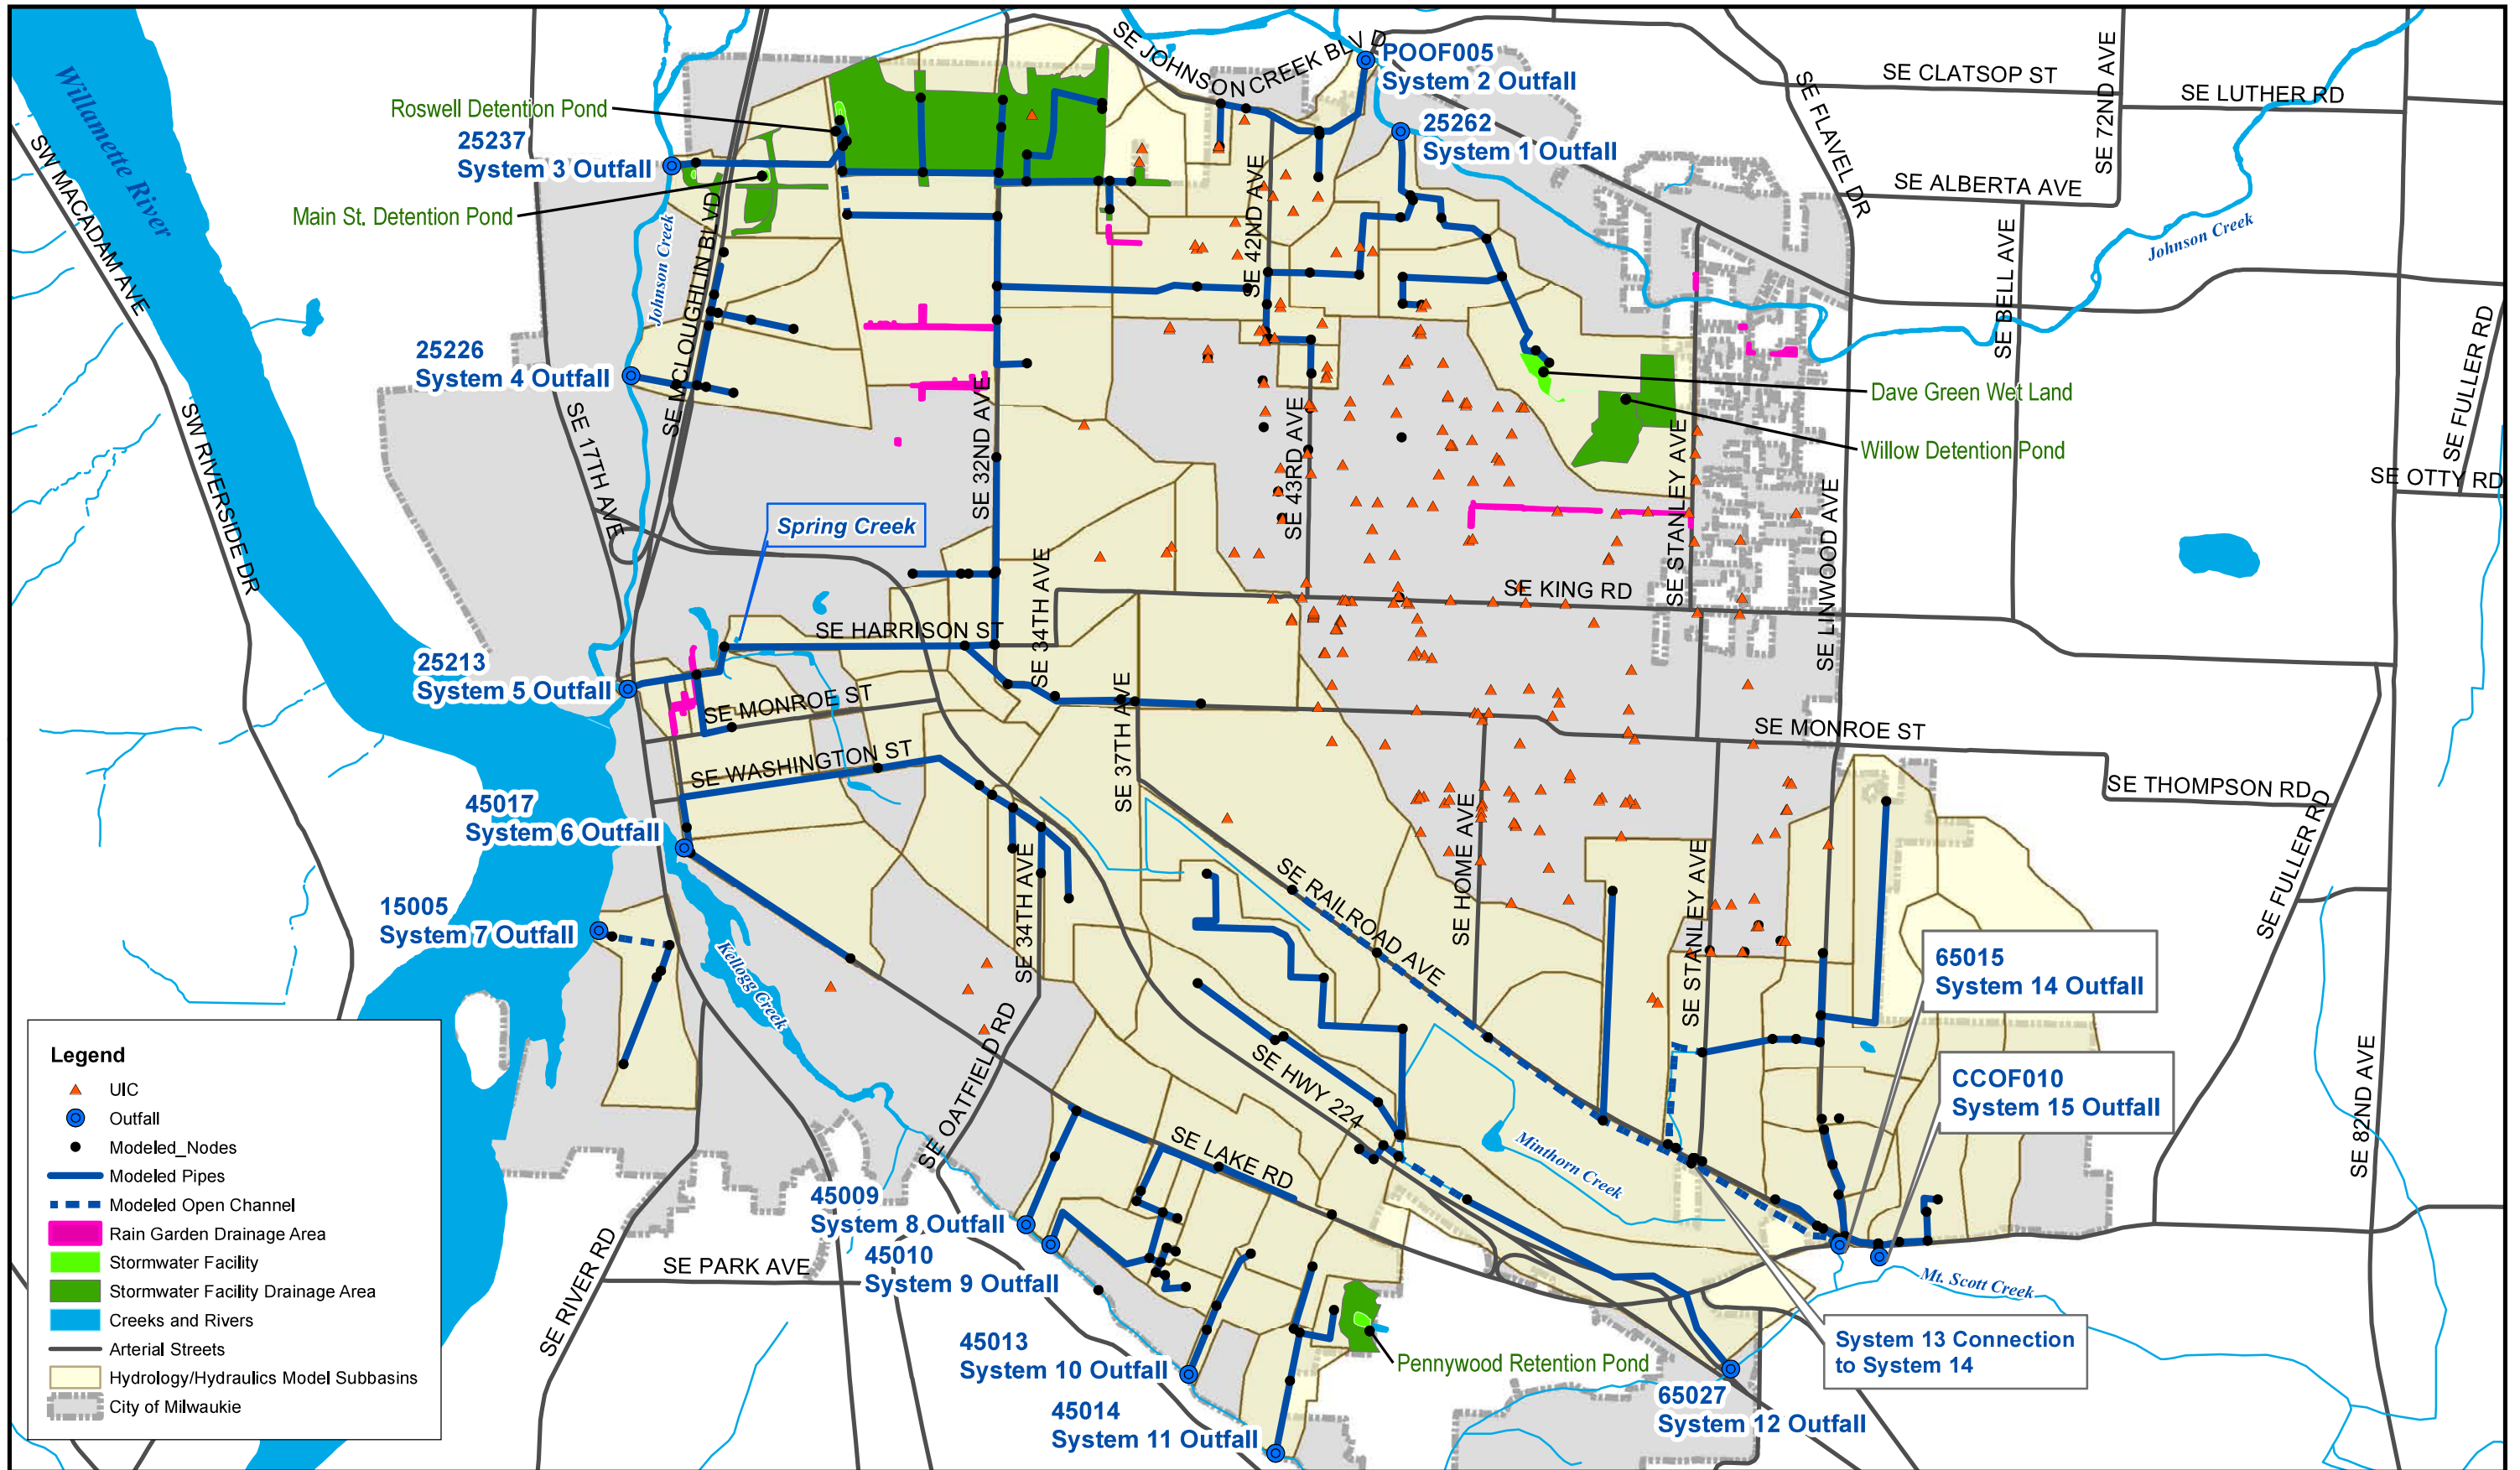 SE JOHNSON CREEK BLV D
POOF005
System 2 Outfall
SE CLATSOP ST
SE LUTHER RD
SE 72ND AVE
SE FLAVEL DR
Willamette River
Roswell Detention Pond
25237
System 3 Outfall
25262
System 1 Outfall
SE ALBERTA AVE
SW MACADAM AVE
Main St. Detention Pond
Johnson Creek
SE MCLOUGHLIN BLVD
SE 42ND AVE
SE BELL AVE
Johnson Creek
25226
System 4 Outfall
SE FULLER RD
Dave Green Wet Land
Willow Detention Pond
SE OTTY RD
SW RIVERSIDE DR
SE 17TH AVE
SE 32ND AVE
SE 43RD AVE
SE STANLEY AVE
SE LINWOOD AVE
Spring Creek
SE 34TH AVE
SE KING RD
SE HARRISON ST
25213
System 5 Outfall
SE MONROE ST
SE 37TH AVE
SE MONROE ST
SE WASHINGTON ST
SE THOMPSON RD
45017
System 6 Outfall
SE HOME AVE
SE FULLER RD
SE 34TH AVE
SE RAILROAD AVE
SE STANLEY AVE
15005
System 7 Outfall
Kellogg Creek
65015
System 14 Outfall
SE OATFIELD RD
SE HWY 224
CCOF010
System 15 Outfall
SE 82ND AVE
SE LAKE RD
Minthorn Creek
45009
System 8 Outfall
45010
System 9 Outfall
SE PARK AVE
SE RIVER RD
Mt. Scott Creek
45013
System 10 Outfall
Pennywood Retention Pond
System 13 Connection
to System 14
65027
System 12 Outfall
45014
System 11 Outfall
Legend
UIC
Outfall
Modeled_Nodes
Modeled Pipes
Modeled Open Channel
Rain Garden Drainage Area
Stormwater Facility
Stormwater Facility Drainage Area
Creeks and Rivers
Arterial Streets
Hydrology/Hydraulics Model Subbasins
City of Milwaukie